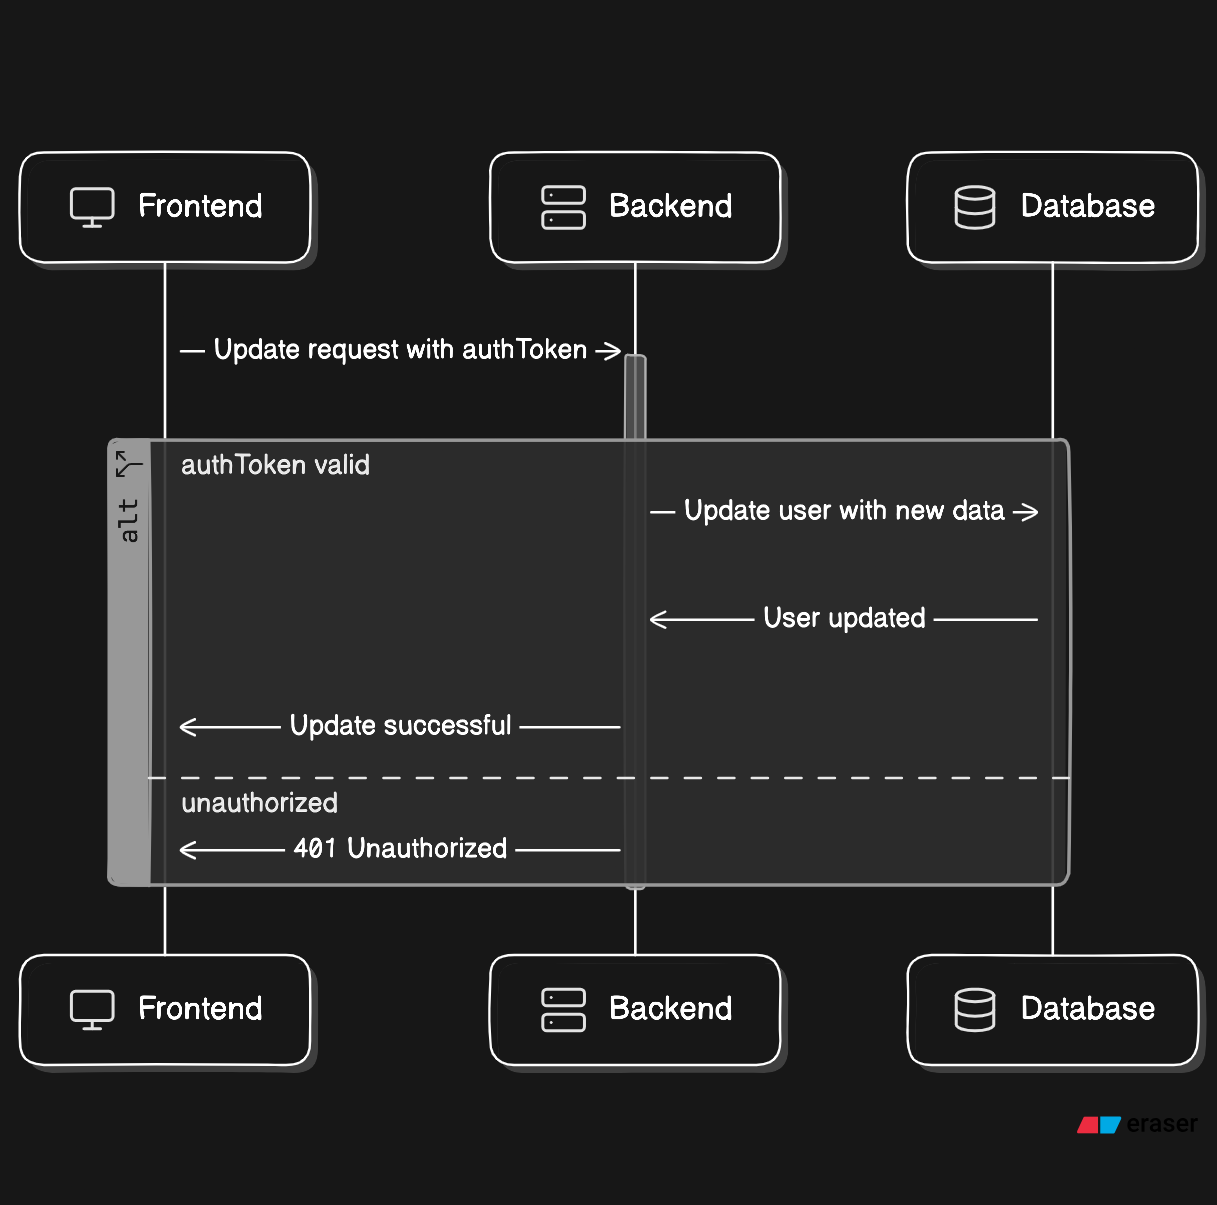 Frontend
Backend
Database
Update request with authToken
alt
authToken valid
Update user with new data
User updated
Update successful
unauthorized
401 Unauthorized
Frontend
Backend
Database
eraser